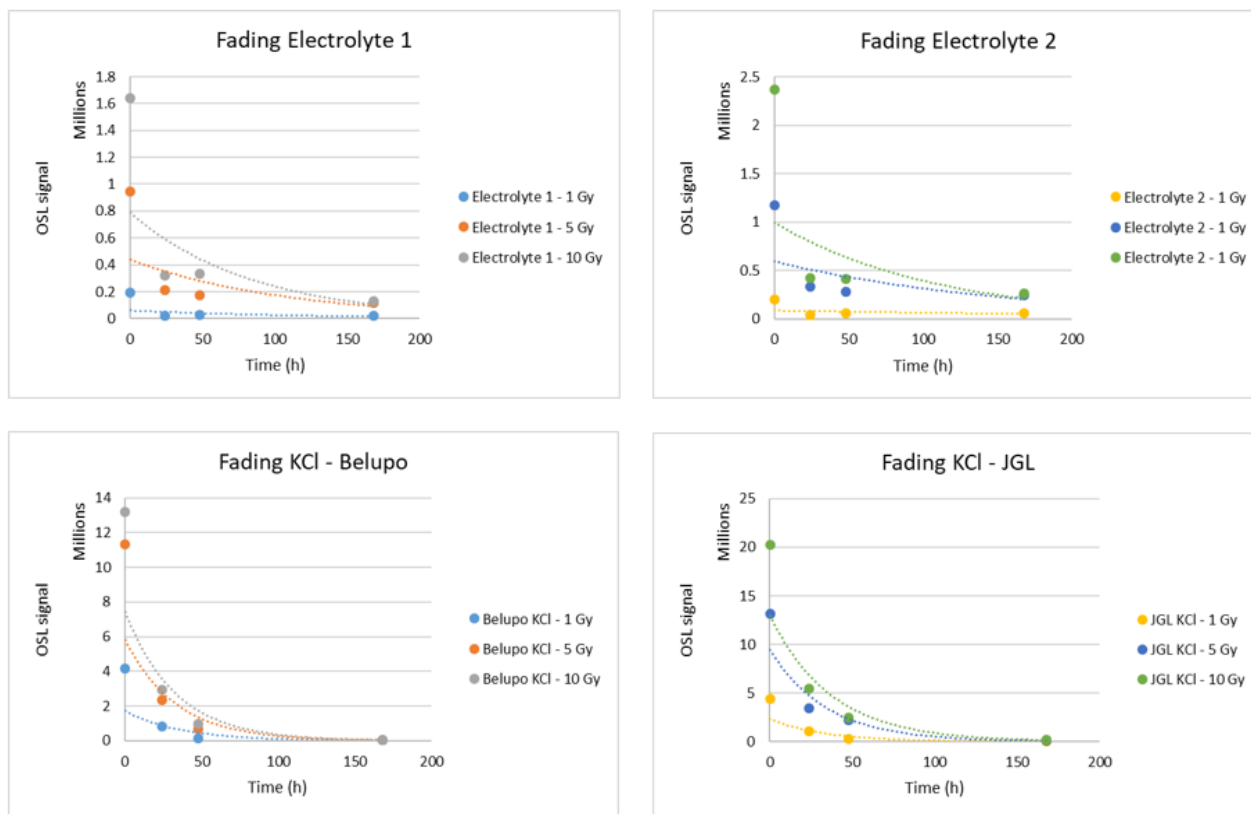 Fading Electrolyte 1
Millions
OSL signal
1.8
1.6
1.4
1.2
1
0.8
0.6
0.4
0.2
0
0 50 100 150 200
Time (h)
Electrolyte 1 - 1 Gy
Electrolyte 1 - 5 Gy
Electrolyte 1 - 10 Gy
Fading Electrolyte 2
Millions
OSL signal
2.5
2
1.5
1
0.5
0
0 50 100 150 200
Time (h)
Electrolyte 2 - 1 Gy
Electrolyte 2 - 1 Gy
Electrolyte 2 - 1 Gy
Fading KCl - Belupo
Millions
OSL signal
14
12
10
8
6
4
2
0
0 50 100 150 200
Time (h)
Belupo KCl - 1 Gy
Belupo KCl - 5 Gy
Belupo KCl - 10 Gy
Fading KCl - JGL
Millions
OSL signal
25
20
15
10
5
0
0 50 100 150 200
Time (h)
JGL KCl - 1 Gy
JGL KCl - 5 Gy
JGL KCl - 10 Gy